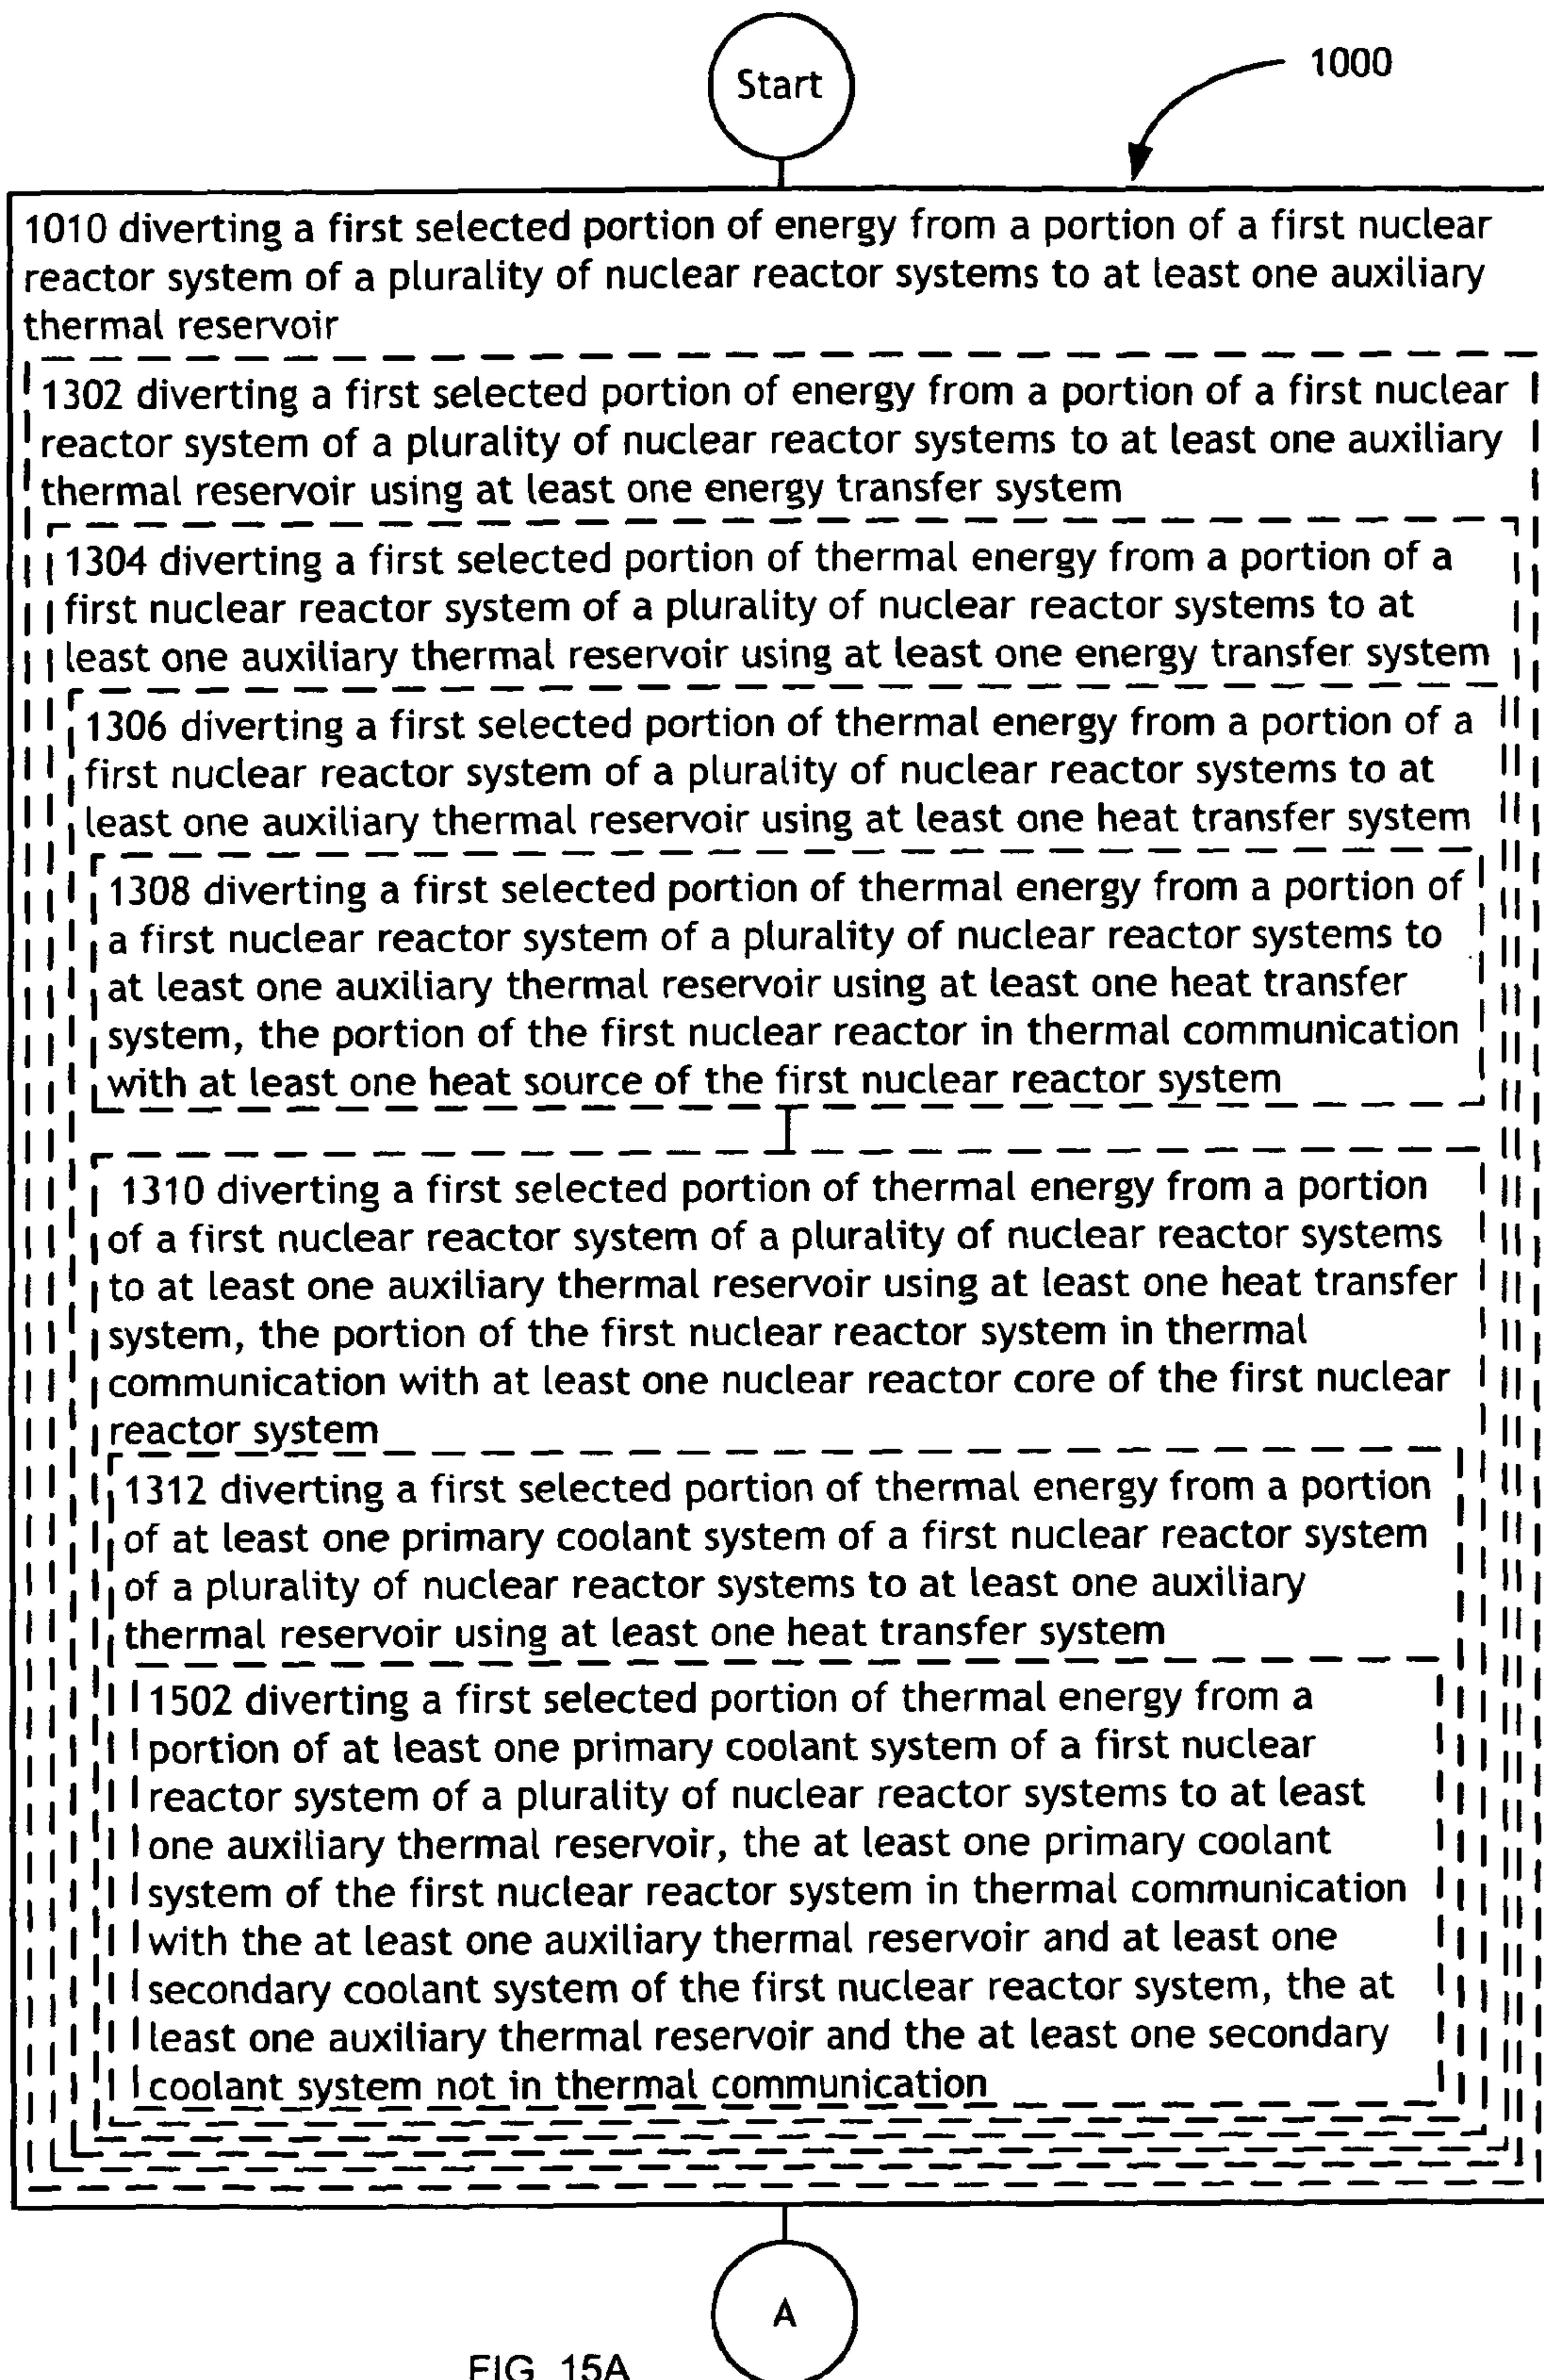 Start
1000
1010 diverting a first selected portion of energy from a portion of a first nuclear
reactor system of a plurality of nuclear reactor systems to at least one auxiliary
thermal reservoir
1302 diverting a first selected portion of energy from a portion of a first nuclear
reactor system of a plurality of nuclear reactor systems to at least one auxiliary
thermal reservoir using at least one energy transfer system
1304 diverting a first selected portion of thermal energy from a portion of a
first nuclear reactor system of a plurality of nuclear reactor systems to at
least one auxiliary thermal reservoir using at least one energy transfer system
1306 diverting a first selected portion of thermal energy from a portion of a
first nuclear reactor system of a plurality of nuclear reactor systems to at
least one auxiliary thermal reservoir using at least one heat transfer system
1308 diverting a first selected portion of thermal energy from a portion of
a first nuclear reactor system of a plurality of nuclear reactor systems to
at least one auxiliary thermal reservoir using at least one heat transfer
system, the portion of the first nuclear reactor in thermal communication
with at least one heat source of the first nuclear reactor system
1310 diverting a first selected portion of thermal energy from a portion
of a first nuclear reactor system of a plurality of nuclear reactor systems
to at least one auxiliary thermal reservoir using at least one heat transfer
system, the portion of the first nuclear reactor system in thermal
communication with at least one nuclear reactor core of the first nuclear
reactor system
1312 diverting a first selected portion of thermal energy from a portion
of at least one primary coolant system of a first nuclear reactor system
of a plurality of nuclear reactor systems to at least one auxiliary
thermal reservoir using at least one heat transfer system
1502 diverting a first selected portion of thermal energy from a
portion of at least one primary coolant system of a first nuclear
reactor system of a plurality of nuclear reactor systems to at least
one auxiliary thermal reservoir, the at least one primary coolant
system of the first nuclear reactor system in thermal communication
with the at least one auxiliary thermal reservoir and at least one
secondary coolant system of the first nuclear reactor system, the at
least one auxiliary thermal reservoir and the at least one secondary
coolant system not in thermal communication
A
FIG. 15A